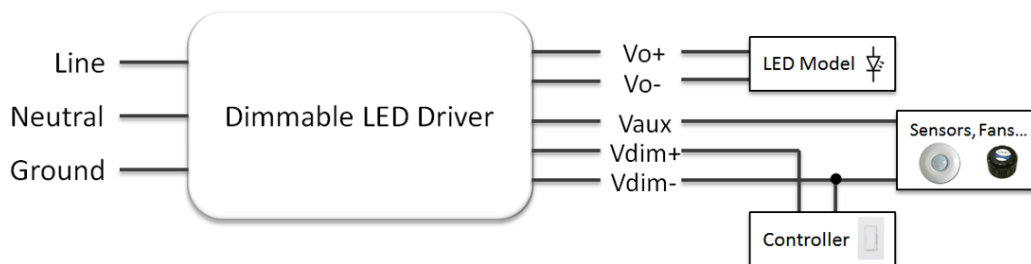 Line
Neutral
Ground
Dimmable LED Driver
Vo+
Vo-
Vaux
Vdim+
Vdim-
LED Model
Sensors, Fans...
Controller